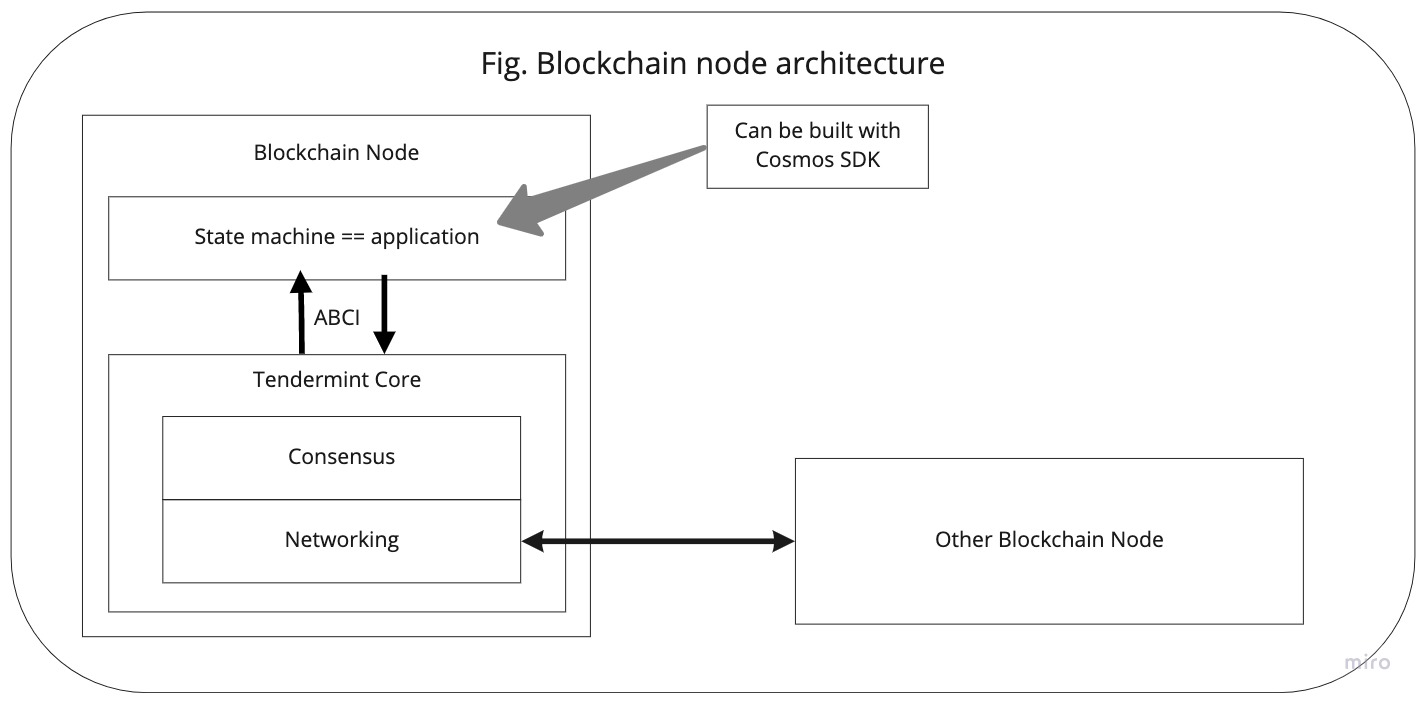 Fig. Blockchain node architecture
Blockchain Node
Can be built with
Cosmos SDK
State machine == application
ABCI
Tendermint Core
Consensus
Networking
Other Blockchain Node
miro